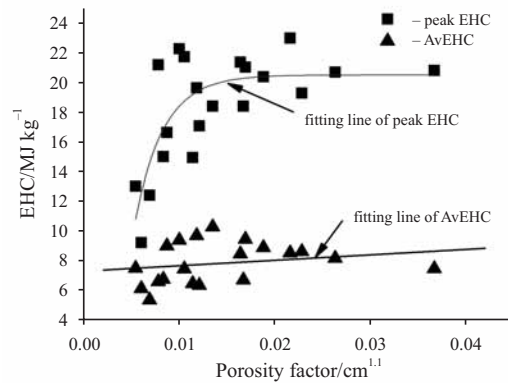 – peak EHC
– AvEHC
24
22
20
18
16
14
12
10
8
6
4
EHC/MJ kg⁻¹
fitting line of peak EHC
fitting line of AvEHC
0.00 0.01 0.02 0.03 0.04
Porosity factor/cm¹·¹